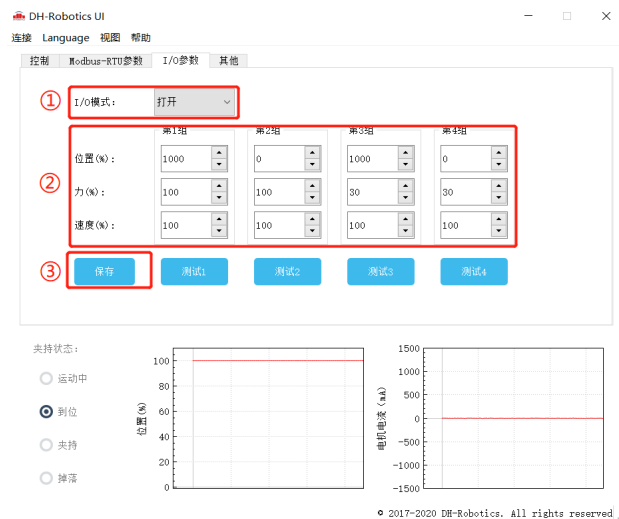 DH-Robotics UI
连接 Language 视图 帮助
控制 Modbus-RTU参数 I/O参数 其他
① I/O模式： 打开
第1组 第2组 第3组 第4组
位置(‰)： 1000 0 1000 0
② 力(%)： 100 100 30 30
速度(%)： 100 100 100 100
③ 保存 测试1 测试2 测试3 测试4
夹持状态：
运动中
到位
夹持
掉落
100
80
60
40
20
0
位置(%)
1500
1000
500
0
-500
-1000
-1500
电机电流(mA)
© 2017-2020 DH-Robotics. All rights reserved.